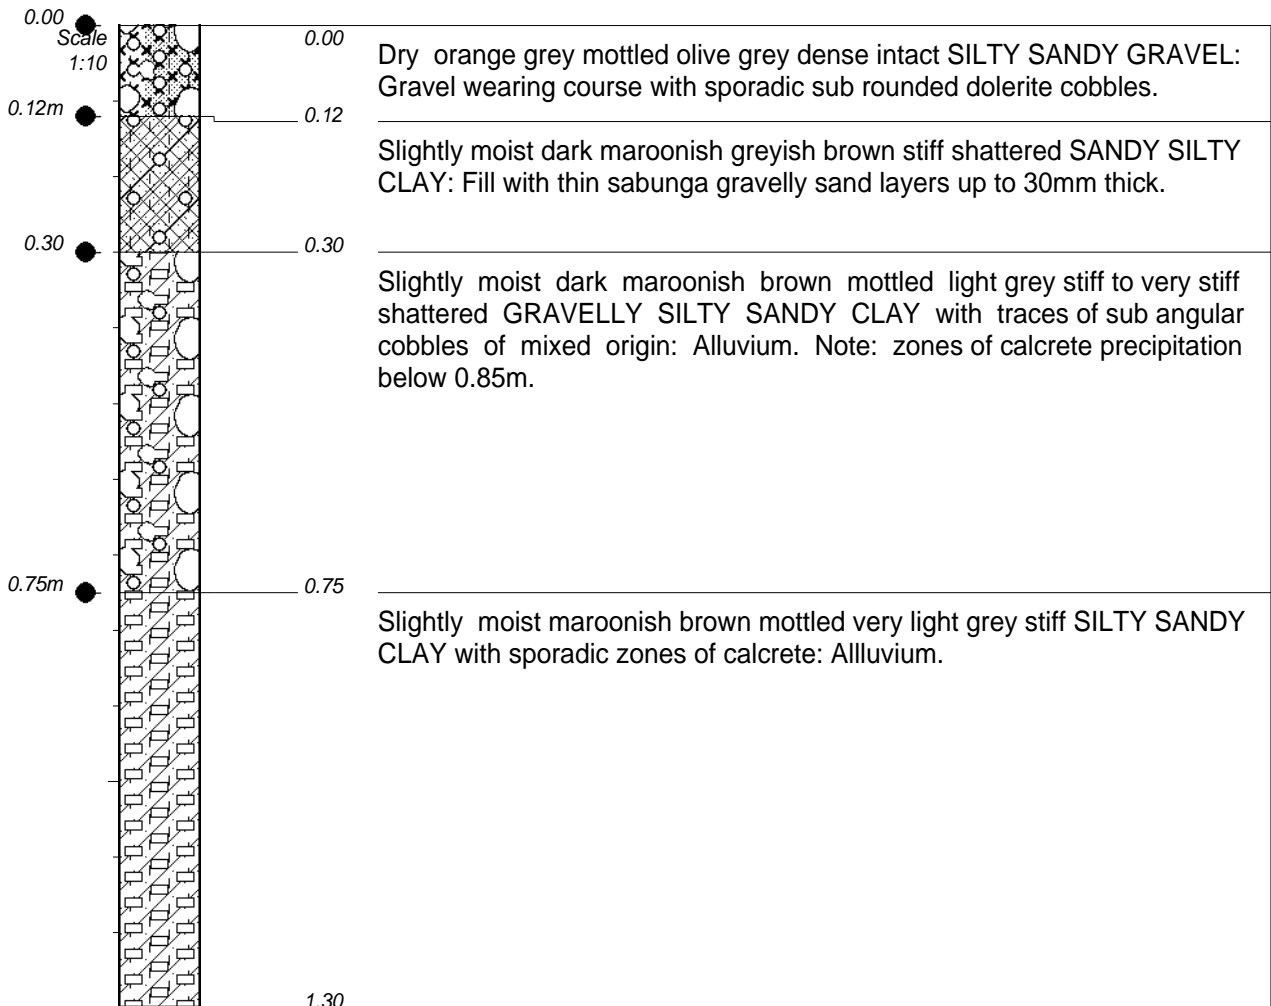 0.00
Scale
1:10
0.00
Dry orange grey mottled olive grey dense intact SILTY SANDY GRAVEL:
Gravel wearing course with sporadic sub rounded dolerite cobbles.
0.12m
0.12
Slightly moist dark maroonish greyish brown stiff shattered SANDY SILTY
CLAY: Fill with thin sabunga gravelly sand layers up to 30mm thick.
0.30
0.30
Slightly moist dark maroonish brown mottled light grey stiff to very stiff
shattered GRAVELLY SILTY SANDY CLAY with traces of sub angular
cobbles of mixed origin: Alluvium. Note: zones of calcrete precipitation
below 0.85m.
0.75m
0.75
Slightly moist maroonish brown mottled very light grey stiff SILTY SANDY
CLAY with sporadic zones of calcrete: Allluvium.
1.30